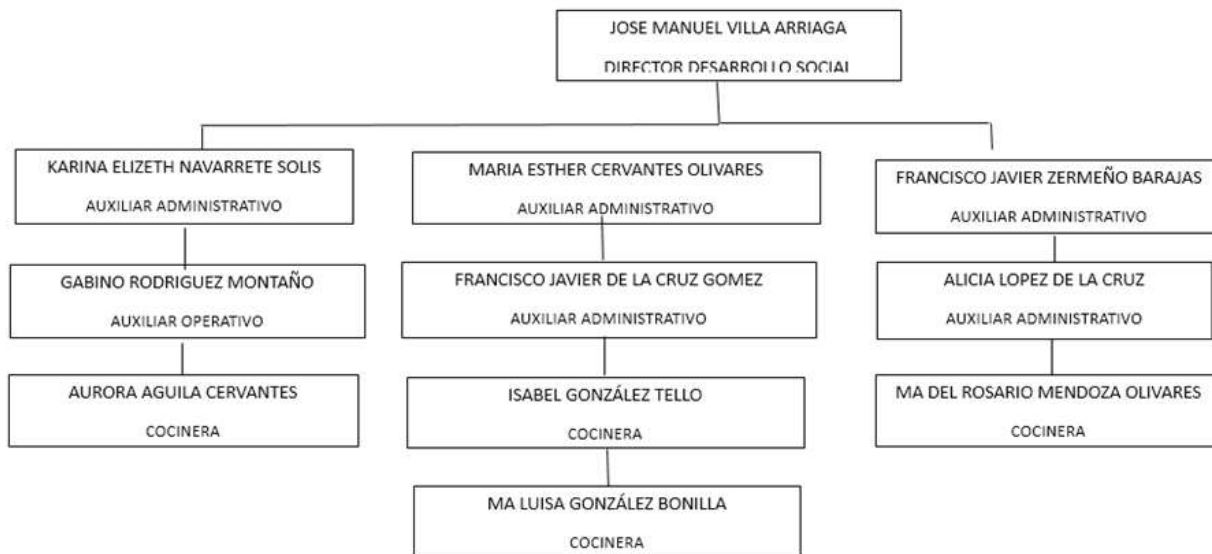 JOSE MANUEL VILLA ARRIAGA
DIRECTOR DESARROLLO SOCIAL
KARINA ELIZETH NAVARRETE SOLIS
AUXILIAR ADMINISTRATIVO
MARIA ESTHER CERVANTES OLIVARES
AUXILIAR ADMINISTRATIVO
FRANCISCO JAVIER ZERMEÑO BARAJAS
AUXILIAR ADMINISTRATIVO
GABINO RODRIGUEZ MONTAÑO
AUXILIAR OPERATIVO
FRANCISCO JAVIER DE LA CRUZ GOMEZ
AUXILIAR ADMINISTRATIVO
ALICIA LOPEZ DE LA CRUZ
AUXILIAR ADMINISTRATIVO
AURORA AGUILA CERVANTES
COCINERA
ISABEL GONZÁLEZ TELLO
COCINERA
MA DEL ROSARIO MENDOZA OLIVARES
COCINERA
MA LUISA GONZÁLEZ BONILLA
COCINERA